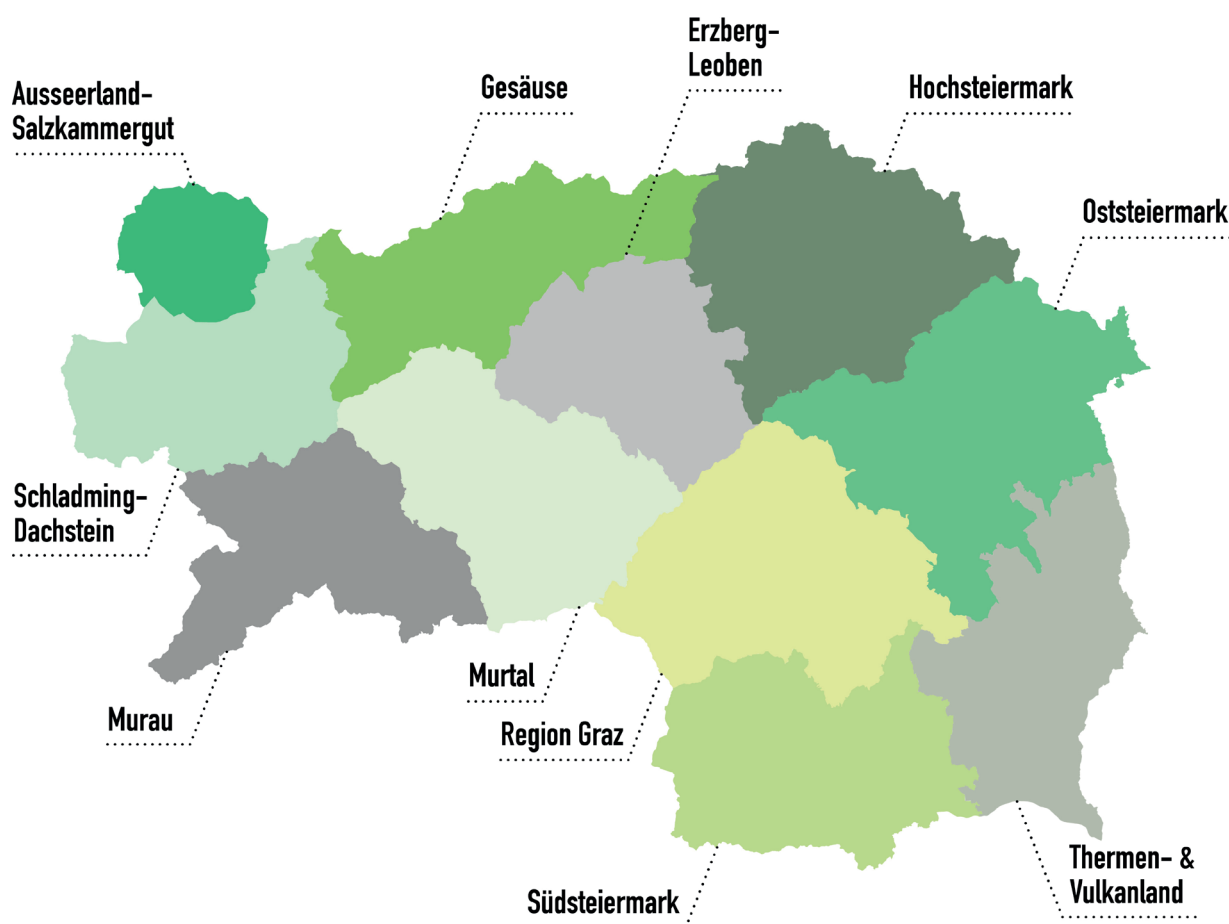 Erzberg-
Leoben
Ausseerland-
Salzkammergut
Gesäuse
Hochsteiermark
Oststeiermark
Schladming-
Dachstein
Murau
Murtal
Region Graz
Südsteiermark
Thermen- &
Vulkanland